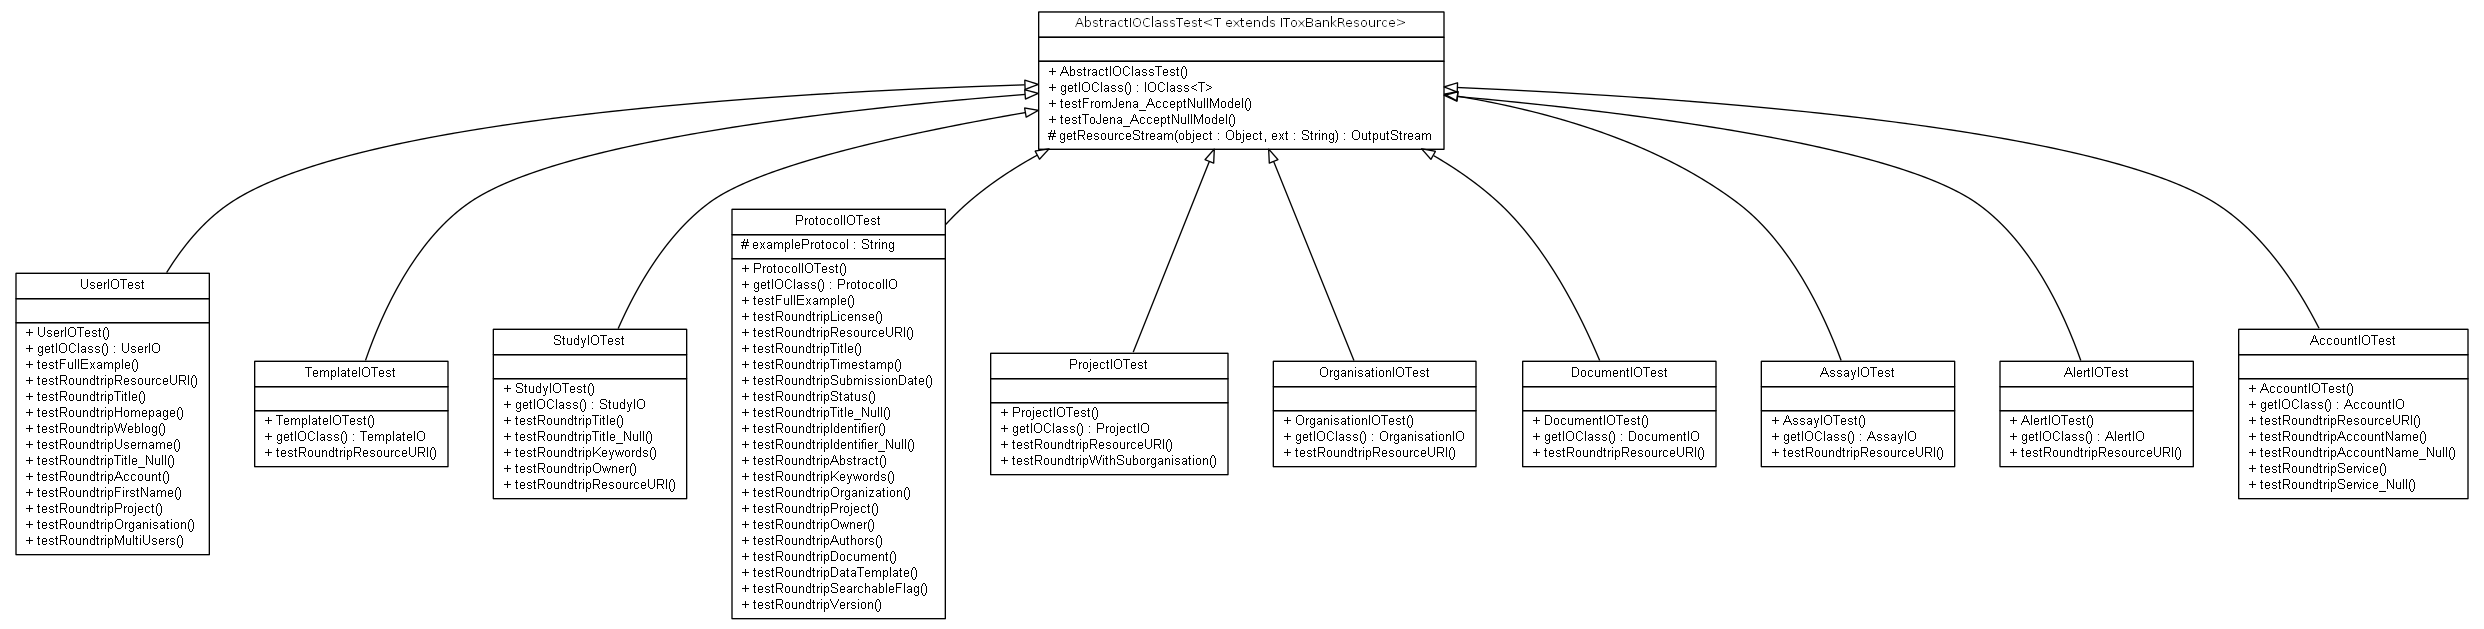 AbstractIOClassTest<T extends IToxBankResource>
+ AbstractIOClassTest()
+ getIOClass() : IOClass<T>
+ testFromJena_AcceptNullModel()
+ testToJena_AcceptNullModel()
# getResourceStream(object : Object, ext : String) : OutputStream
UserIOTest
+ UserIOTest()
+ getIOClass() : UserIO
+ testFullExample()
+ testRoundtripResourceURI()
+ testRoundtripTitle()
+ testRoundtripHomepage()
+ testRoundtripWeblog()
+ testRoundtripUsername()
+ testRoundtripTitle_Null()
+ testRoundtripAccount()
+ testRoundtripFirstName()
+ testRoundtripProject()
+ testRoundtripOrganisation()
+ testRoundtripMultiUsers()
TemplateIOTest
+ TemplateIOTest()
+ getIOClass() : TemplateIO
+ testRoundtripResourceURI()
StudyIOTest
+ StudyIOTest()
+ getIOClass() : StudyIO
+ testRoundtripTitle()
+ testRoundtripTitle_Null()
+ testRoundtripKeywords()
+ testRoundtripOwner()
+ testRoundtripResourceURI()
ProtocolIOTest
# exampleProtocol : String
+ ProtocolIOTest()
+ getIOClass() : ProtocolIO
+ testFullExample()
+ testRoundtripLicense()
+ testRoundtripResourceURI()
+ testRoundtripTitle()
+ testRoundtripTimestamp()
+ testRoundtripSubmissionDate()
+ testRoundtripStatus()
+ testRoundtripTitle_Null()
+ testRoundtripIdentifier()
+ testRoundtripIdentifier_Null()
+ testRoundtripAbstract()
+ testRoundtripKeywords()
+ testRoundtripOrganization()
+ testRoundtripProject()
+ testRoundtripOwner()
+ testRoundtripAuthors()
+ testRoundtripDocument()
+ testRoundtripDataTemplate()
+ testRoundtripSearchableFlag()
+ testRoundtripVersion()
ProjectIOTest
+ ProjectIOTest()
+ getIOClass() : ProjectIO
+ testRoundtripResourceURI()
+ testRoundtripWithSuborganisation()
OrganisationIOTest
+ OrganisationIOTest()
+ getIOClass() : OrganisationIO
+ testRoundtripResourceURI()
DocumentIOTest
+ DocumentIOTest()
+ getIOClass() : DocumentIO
+ testRoundtripResourceURI()
AssayIOTest
+ AssayIOTest()
+ getIOClass() : AssayIO
+ testRoundtripResourceURI()
AlertIOTest
+ AlertIOTest()
+ getIOClass() : AlertIO
+ testRoundtripResourceURI()
AccountIOTest
+ AccountIOTest()
+ getIOClass() : AccountIO
+ testRoundtripResourceURI()
+ testRoundtripAccountName()
+ testRoundtripAccountName_Null()
+ testRoundtripService()
+ testRoundtripService_Null()